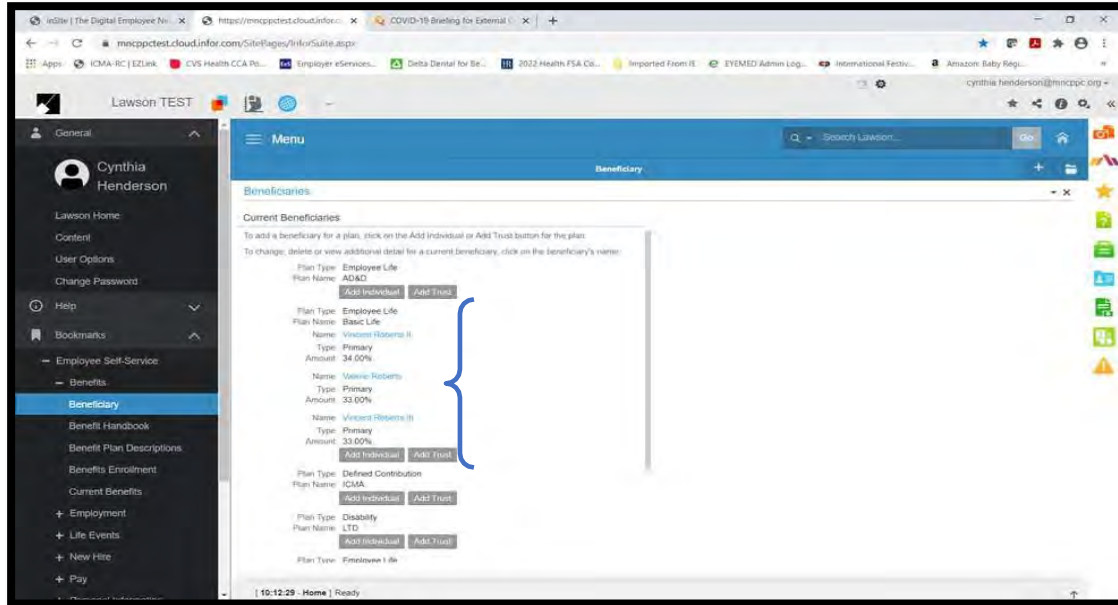 inSite | The Digital Employee Ne
https://mncppctest.cloud.infor.c
COVID-19 Briefing for External C
mncppctest.cloud.infor.com/SitePages/InforSuite.aspx
Apps
ICMA-RC | EZLink
CVS Health CCA Po...
Employer eServices...
Delta Dental for Be...
2022 Health FSA Co...
Imported From IE
EYEMED Admin Log...
International Festiv...
Amazon: Baby Regi...
cynthia.henderson@mncppc.org
Lawson TEST
General
Cynthia
Henderson
Lawson Home
Content
User Options
Change Password
Help
Bookmarks
Employee Self-Service
Benefits
Beneficiary
Benefit Handbook
Benefit Plan Descriptions
Benefits Enrollment
Current Benefits
Employment
Life Events
New Hire
Pay
Menu
Search Lawson...
Go
Beneficiary
Beneficiaries
Current Beneficiaries
To add a beneficiary for a plan, click on the Add Individual or Add Trust button for the plan.
To change, delete or view additional detail for a current beneficiary, click on the beneficiary's name.
Plan Type Employee Life
Plan Name AD&D
Add Individual Add Trust
Plan Type Employee Life
Plan Name Basic Life
Name Vincent Roberts II
Type Primary
Amount 34.00%
Name Valerie Roberts
Type Primary
Amount 33.00%
Name Vincent Roberts III
Type Primary
Amount 33.00%
Add Individual Add Trust
Plan Type Defined Contribution
Plan Name ICMA
Add Individual Add Trust
Plan Type Disability
Plan Name LTD
Add Individual Add Trust
Plan Type Employee Life
[ 10:12:29 - Home ] Ready